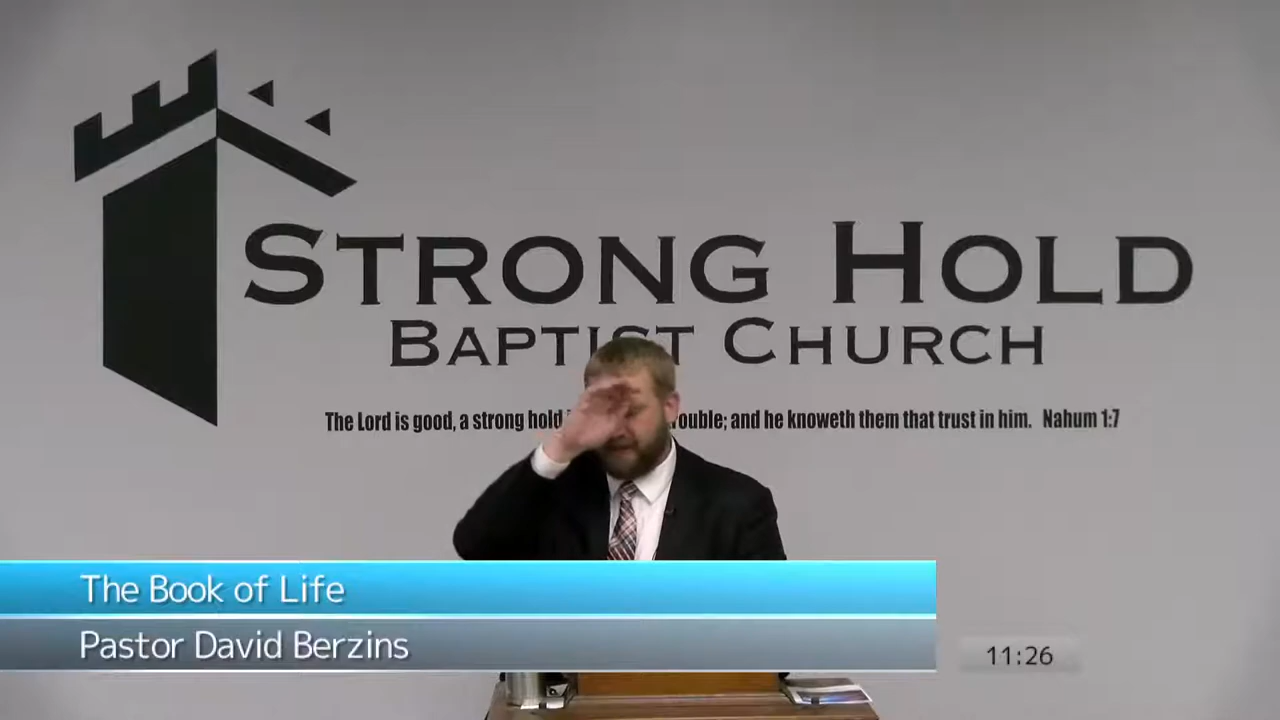 STRONG HOLD
BAPTIST CHURCH
The Lord is good, a strong hold rouble; and he knoweth them that trust in him. Nahum 1:7
The Book of Life
Pastor David Berzins
11:26